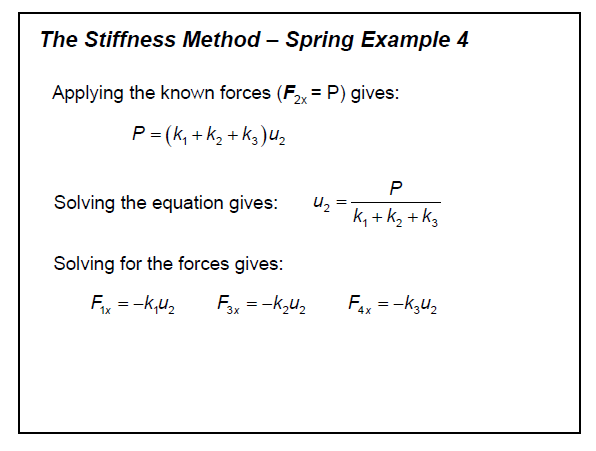 The Stiffness Method – Spring Example 4
Applying the known forces (F₂ₓ = P) gives:
P = (k₁ + k₂ + k₃)u₂
Solving the equation gives: u₂ = P / (k₁ + k₂ + k₃)
Solving for the forces gives:
F₁ₓ = –k₁u₂ F₃ₓ = –k₂u₂ F₄ₓ = –k₃u₂